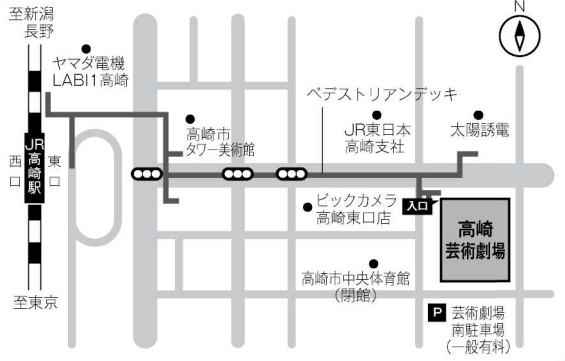 至新潟
長野
N
ヤマダ電機
LABI1高崎
ペデストリアンデッキ
高崎市
タワー美術館
JR東日本
高崎支社
太陽誘電
西口
JR高崎駅
東口
ビックカメラ
高崎東口店
入口
高崎
芸術劇場
高崎市中央体育館
(閉館)
至東京
P
芸術劇場
南駐車場
(一般有料)